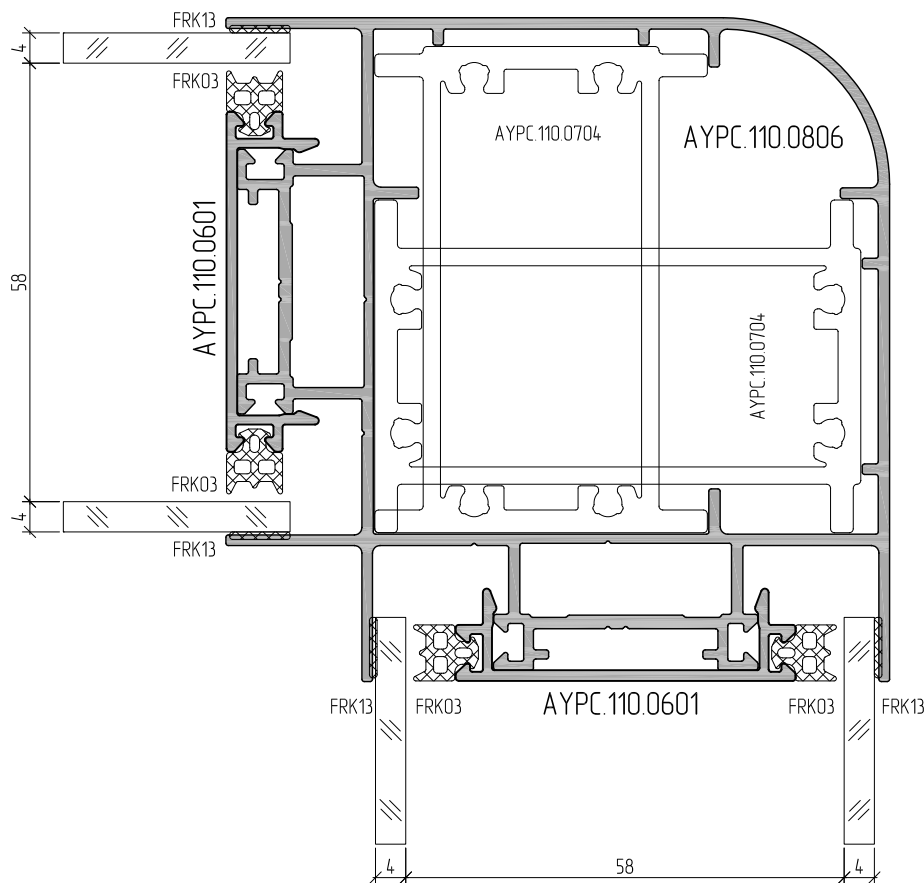 FRK13
4
FRK03
AYPC.110.0704
AYPC.110.0806
AYPC.110.0601
58
AYPC.110.0704
FRK03
4
FRK13
FRK13
FRK03
AYPC.110.0601
FRK03
FRK13
4
58
4